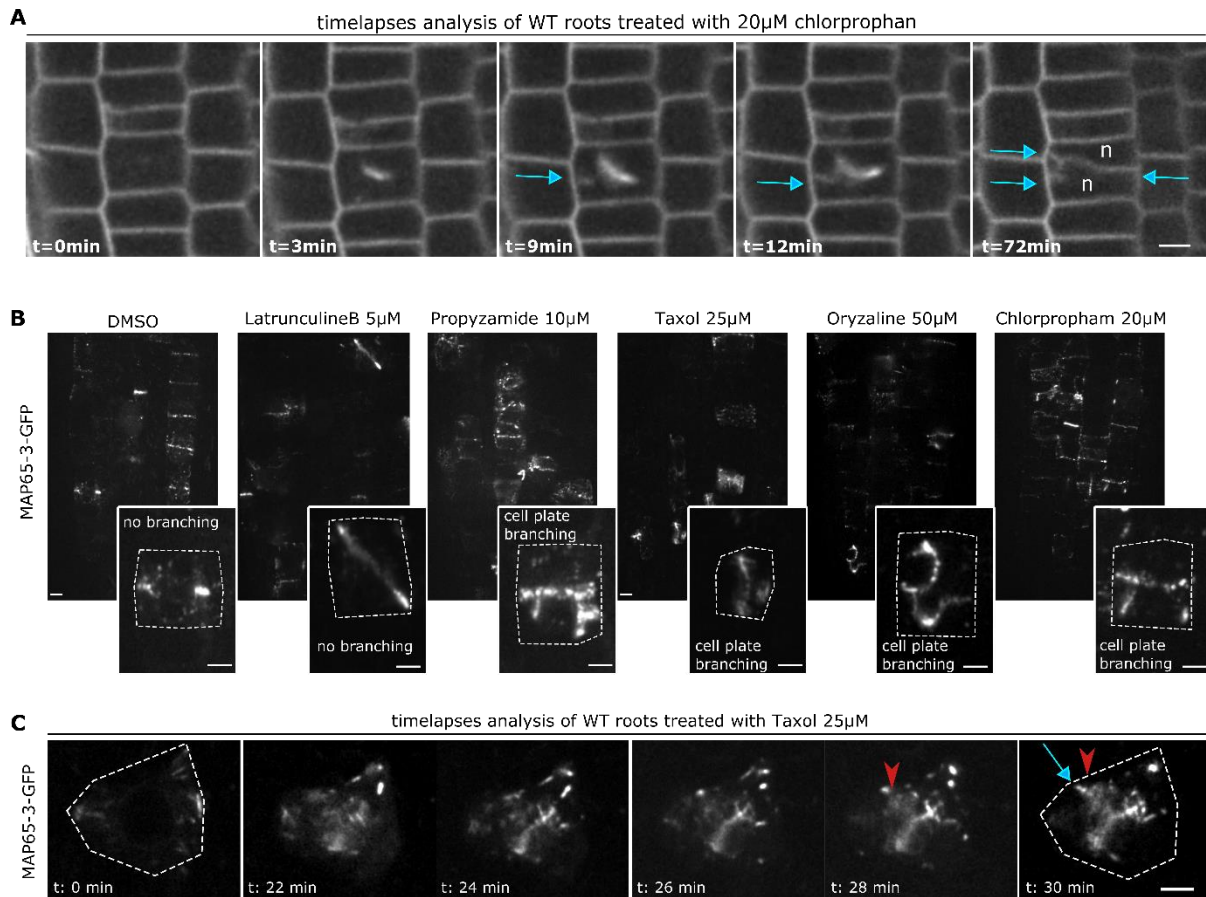 A
timelapses analysis of WT roots treated with 20μM chlorprophan
t=0min
t=3min
t=9min
t=12min
n
n
t=72min
B
DMSO
LatrunculineB 5μM
Propyzamide 10μM
Taxol 25μM
Oryzaline 50μM
Chlorpropham 20μM
MAP65-3-GFP
no branching
no branching
cell plate
branching
cell plate
branching
cell plate
branching
cell plate
branching
C
timelapses analysis of WT roots treated with Taxol 25μM
MAP65-3-GFP
t: 0 min
t: 22 min
t: 24 min
t: 26 min
t: 28 min
t: 30 min